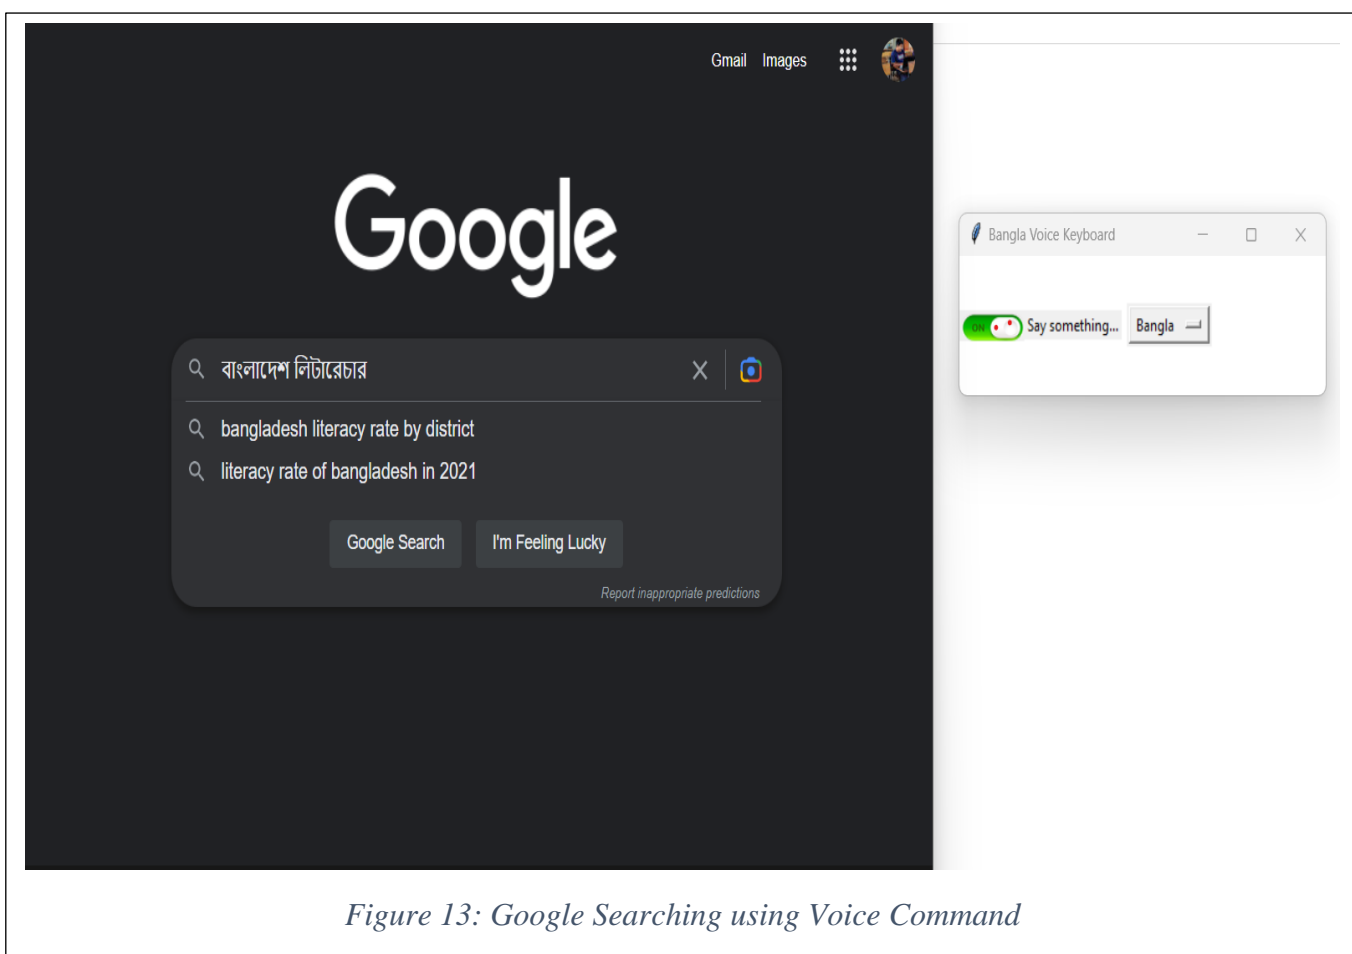 Gmail Images
Google
বাংলাদেশ লিটারেচার
bangladesh literacy rate by district
literacy rate of bangladesh in 2021
Google Search I'm Feeling Lucky
Report inappropriate predictions
Bangla Voice Keyboard
ON Say something... Bangla
Figure 13: Google Searching using Voice Command